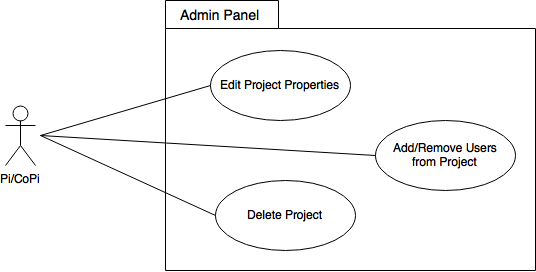 Admin Panel
Edit Project Properties
Add/Remove Users
from Project
Pi/CoPi
Delete Project